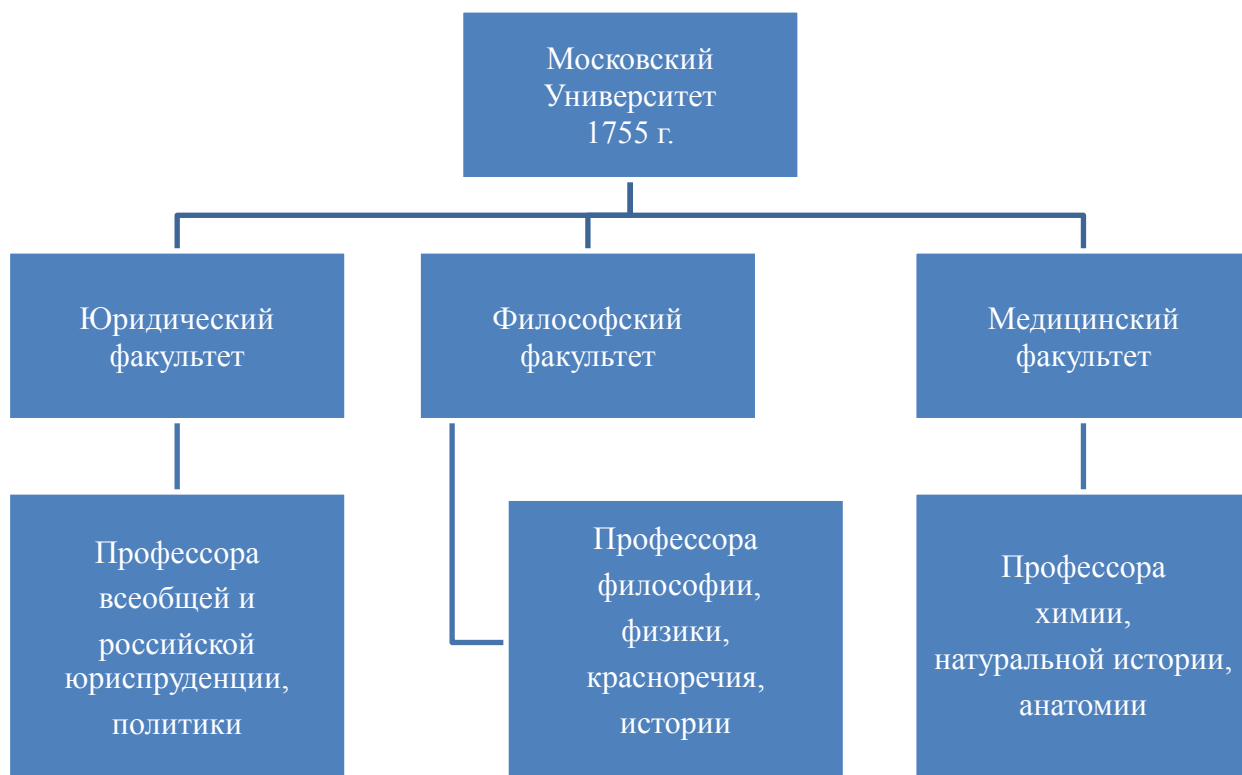 Московский
Университет
1755 г.
Юридический
факультет
Философский
факультет
Медицинский
факультет
Профессора
всеобщей и
российской
юриспруденции,
политики
Профессора
философии,
физики,
красноречия,
истории
Профессора
химии,
натуральной истории,
анатомии